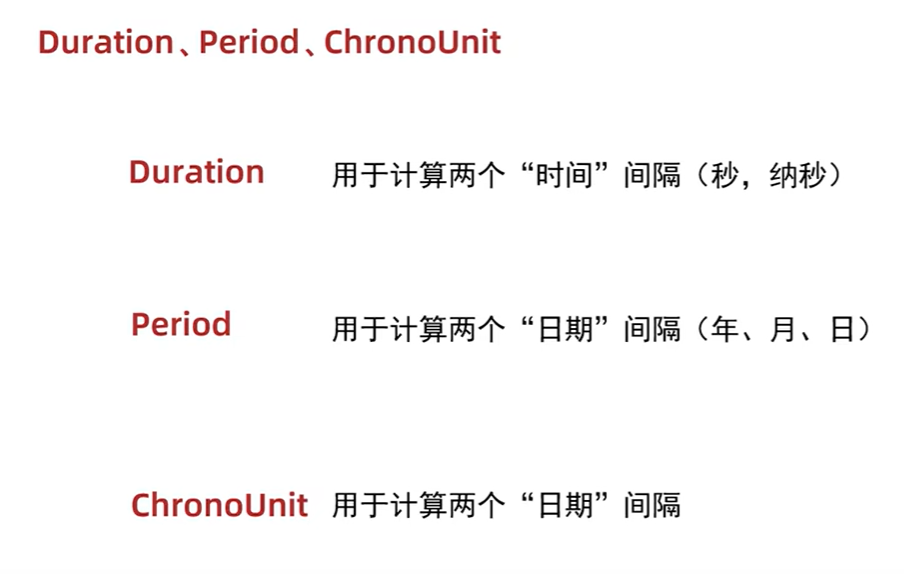 Duration、Period、ChronoUnit
Duration 用于计算两个“时间”间隔（秒，纳秒）
Period 用于计算两个“日期”间隔（年、月、日）
ChronoUnit 用于计算两个“日期”间隔